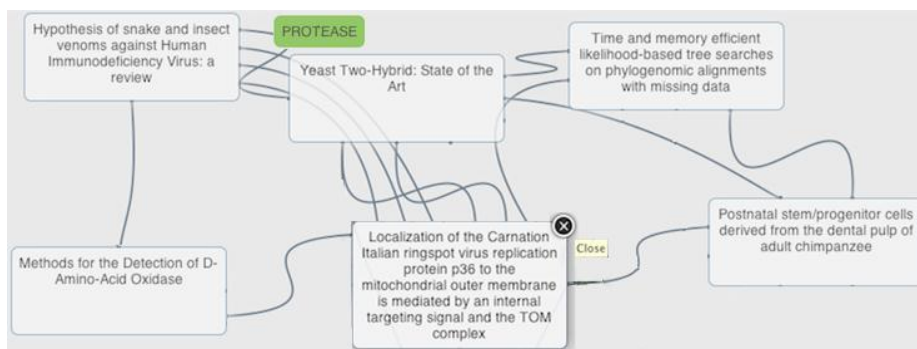 Hypothesis of snake and insect
venoms against Human
Immunodeficiency Virus: a
review
PROTEASE
Yeast Two-Hybrid: State of the
Art
Time and memory efficient
likelihood-based tree searches
on phylogenomic alignments
with missing data
Methods for the Detection of D-
Amino-Acid Oxidase
Localization of the Carnation
Italian ringspot virus replication
protein p36 to the
mitochondrial outer membrane
is mediated by an internal
targeting signal and the TOM
complex
Close
Postnatal stem/progenitor cells
derived from the dental pulp of
adult chimpanzee